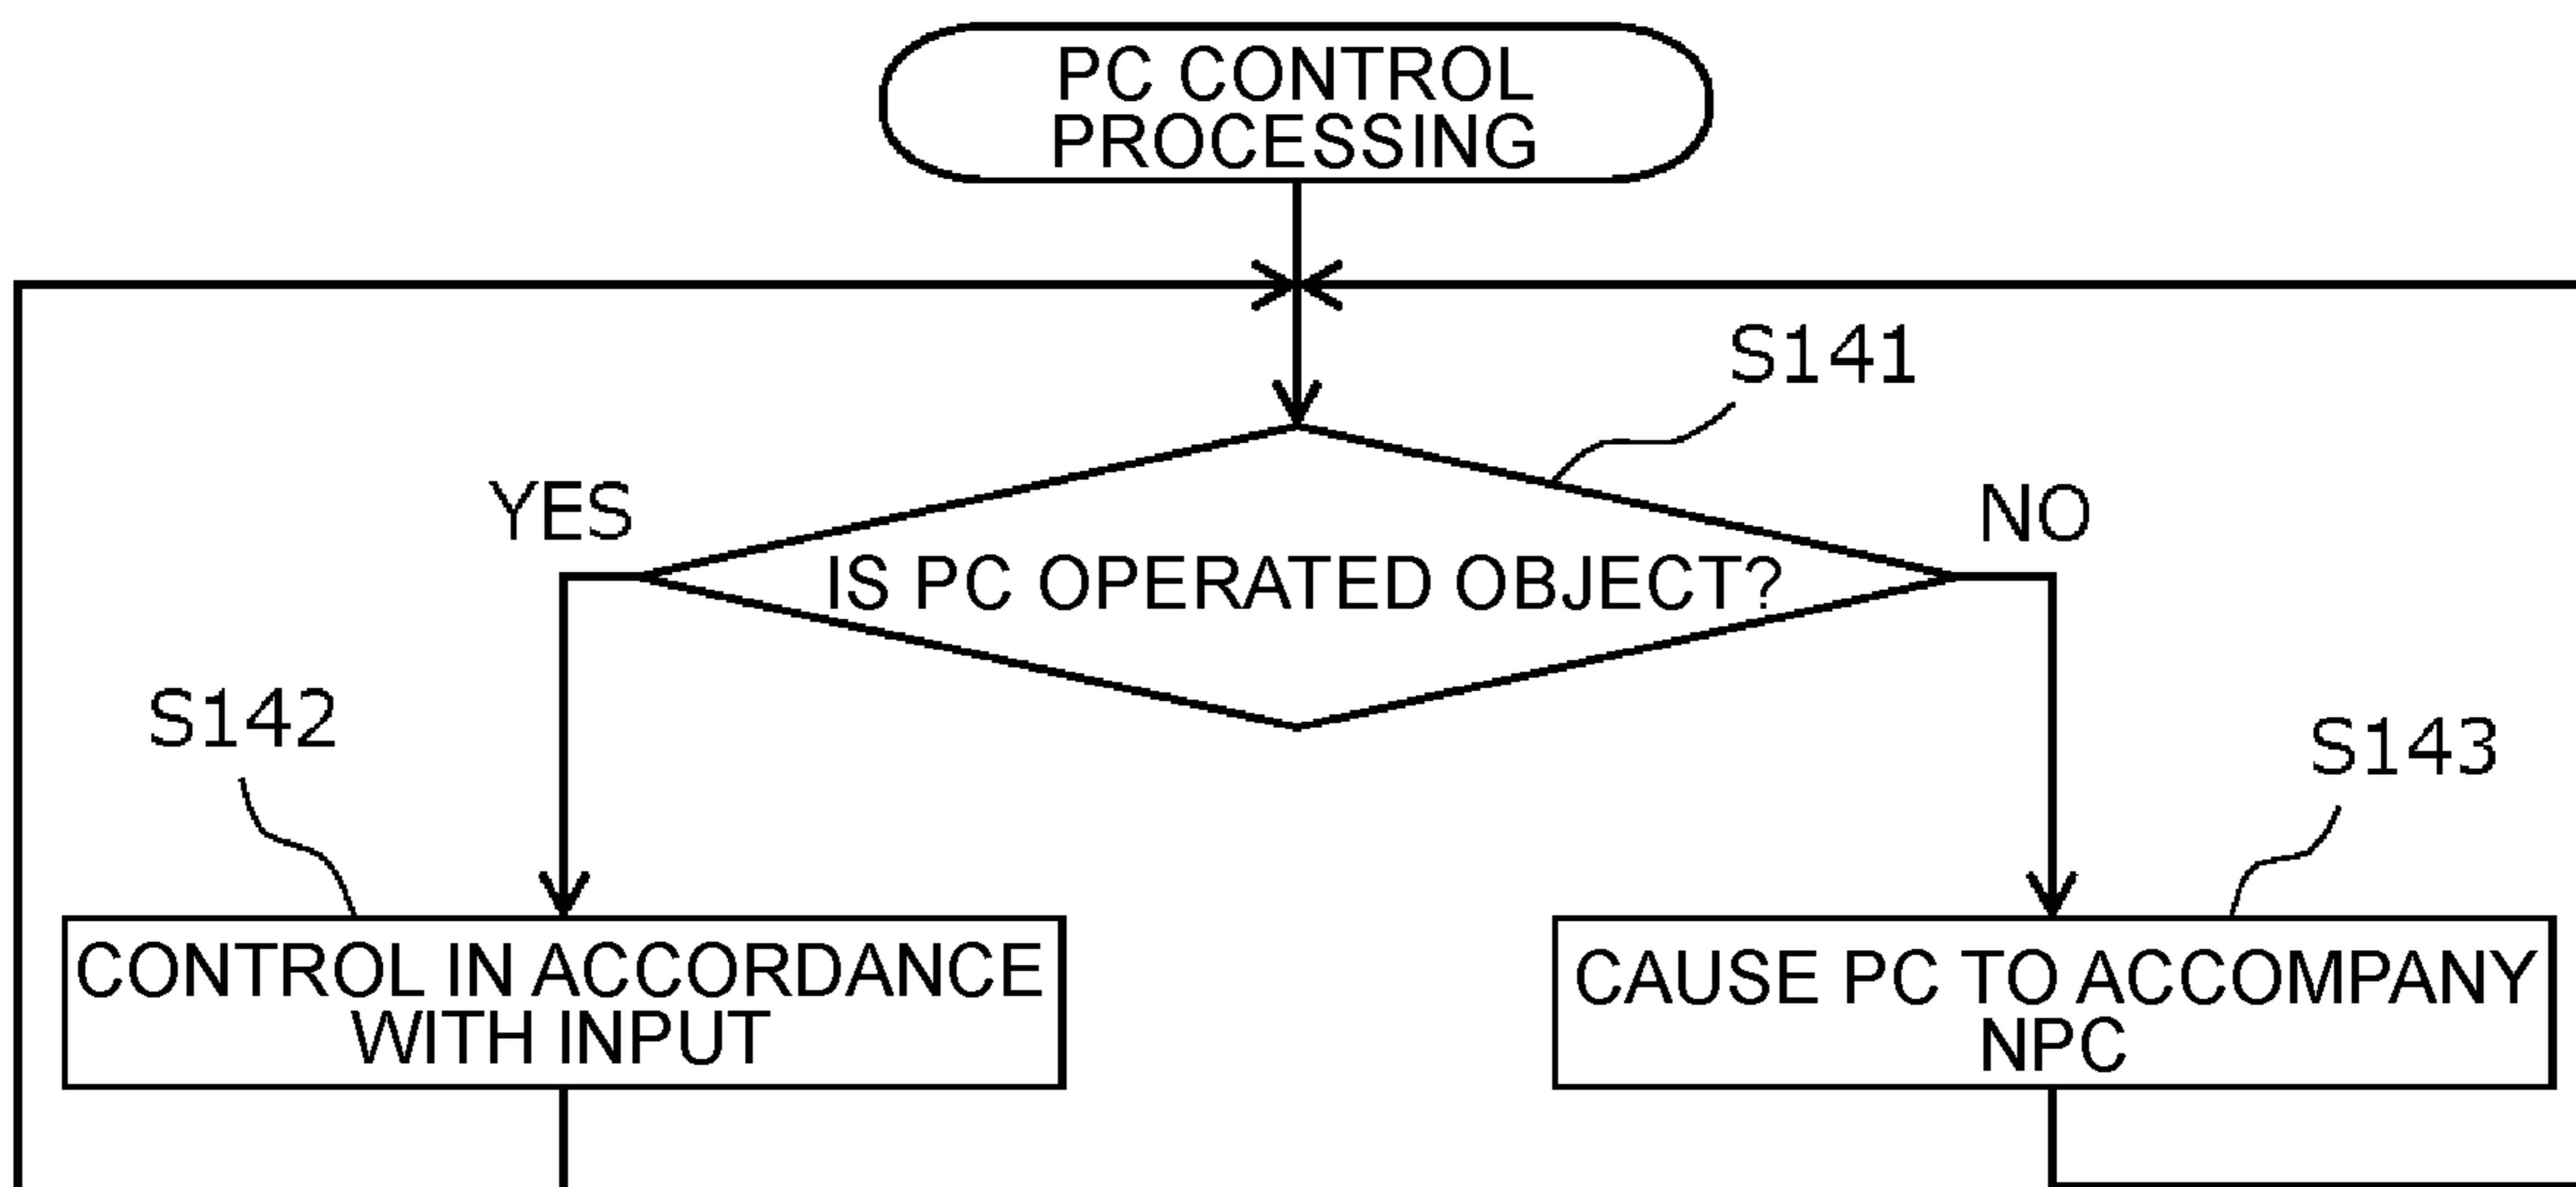 PC CONTROL
PROCESSING
S141
YES
NO
IS PC OPERATED OBJECT?
S142
S143
CONTROL IN ACCORDANCE
WITH INPUT
CAUSE PC TO ACCOMPANY
NPC